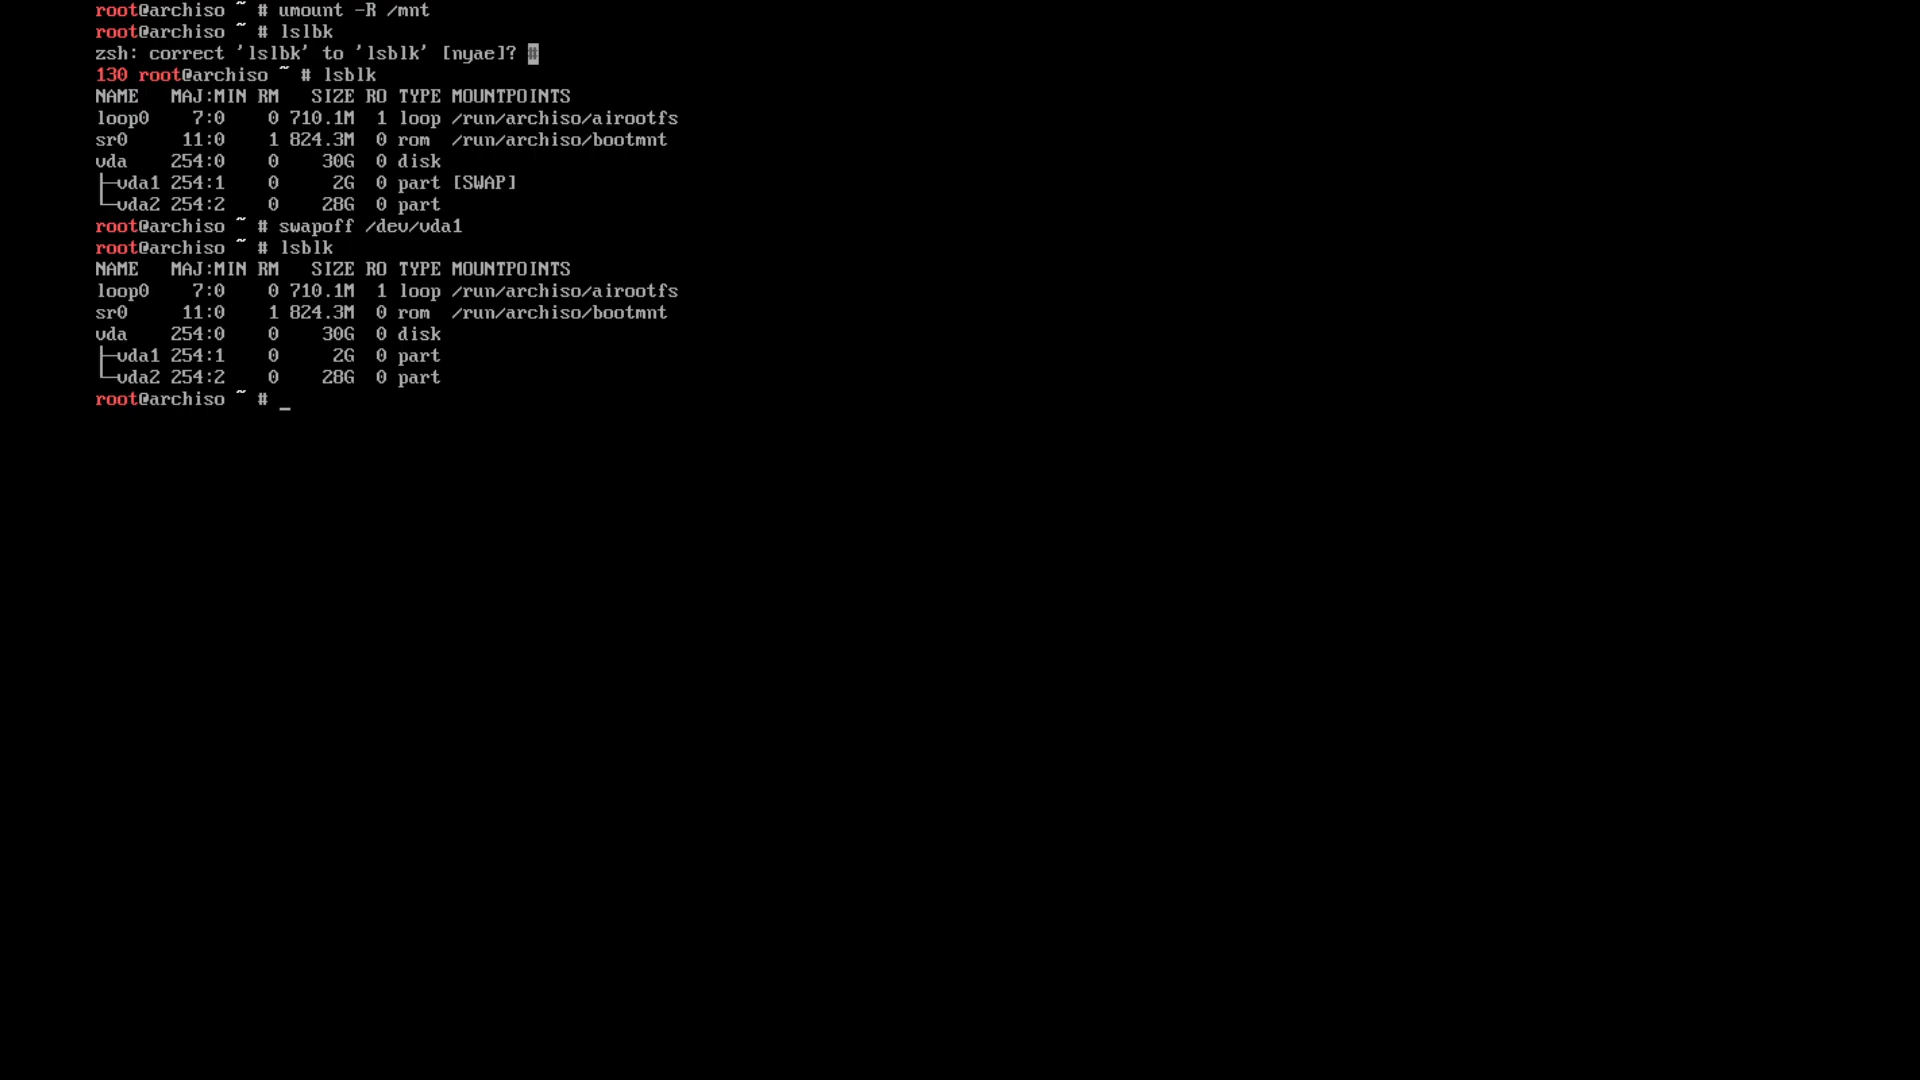 root@archiso ~ # umount -R /mnt
root@archiso ~ # lslbk
zsh: correct 'lslbk' to 'lsblk' [nyae]? #
130 root@archiso ~ # lsblk
NAME   MAJ:MIN RM   SIZE RO TYPE MOUNTPOINTS
loop0    7:0    0 710.1M  1 loop /run/archiso/airootfs
sr0     11:0    1 824.3M  0 rom  /run/archiso/bootmnt
vda    254:0    0    30G  0 disk
├─vda1 254:1    0     2G  0 part [SWAP]
└─vda2 254:2    0    28G  0 part
root@archiso ~ # swapoff /dev/vda1
root@archiso ~ # lsblk
NAME   MAJ:MIN RM   SIZE RO TYPE MOUNTPOINTS
loop0    7:0    0 710.1M  1 loop /run/archiso/airootfs
sr0     11:0    1 824.3M  0 rom  /run/archiso/bootmnt
vda    254:0    0    30G  0 disk
├─vda1 254:1    0     2G  0 part
└─vda2 254:2    0    28G  0 part
root@archiso ~ # _